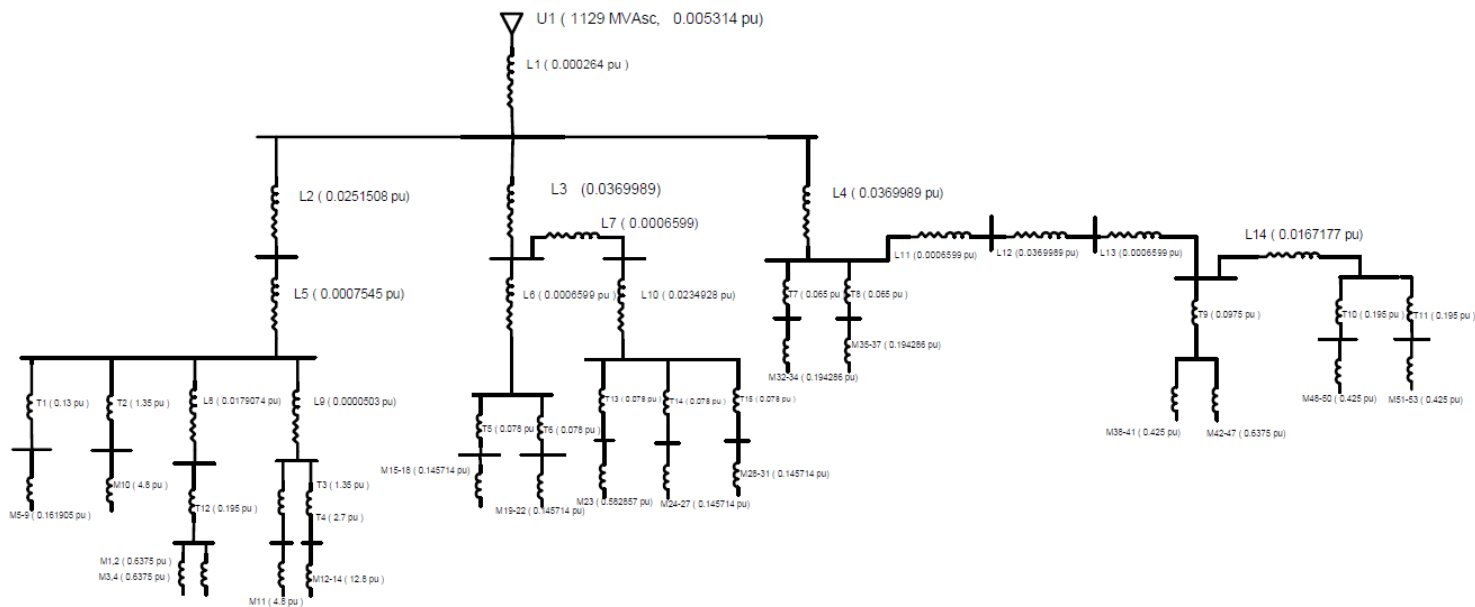 U1 ( 1129 MVAsc, 0.005314 pu)
L1 ( 0.000264 pu )
L2 ( 0.0251508 pu)
L3 (0.0369989)
L4 ( 0.0369989 pu)
L7 ( 0.0006599)
L14 ( 0.0167177 pu)
L11 (0.0006599 pu)
L12 (0.0369989 pu)
L13 (0.0006599 pu)
L5 ( 0.0007545 pu)
L6 ( 0.0006599 pu )
L10 ( 0.0234928 pu)
T7 ( 0.065 pu )
T8 ( 0.065 pu )
T9 ( 0.0975 pu )
T10 ( 0.195 pu )
T11 ( 0.195 pu )
M35-37 ( 0.194286 pu)
M32-34 ( 0.194286 pu)
T1 ( 0.13 pu )
T2 ( 1.35 pu )
L8 ( 0.0179074 pu)
L9 ( 0.0000503 pu)
T13 ( 0.078 pu )
T14 ( 0.078 pu )
T15 ( 0.078 pu )
M48-50 ( 0.425 pu)
M51-53 ( 0.425 pu)
T5 ( 0.078 pu )
T6 ( 0.078 pu )
M38-41 ( 0.425 pu)
M42-47 ( 0.6375 pu)
M15-18 ( 0.145714 pu)
M28-31 ( 0.145714 pu)
T3 ( 1.35 pu )
M10 ( 4.8 pu )
M5-9 ( 0.161905 pu)
T12 ( 0.195 pu )
T4 ( 2.7 pu )
M19-22 ( 0.145714 pu)
M23 ( 0.582857 pu)
M24-27 ( 0.145714 pu)
M1,2 ( 0.6375 pu )
M3,4 ( 0.6375 pu)
M12-14 ( 12.8 pu )
M11 ( 4.8 pu )